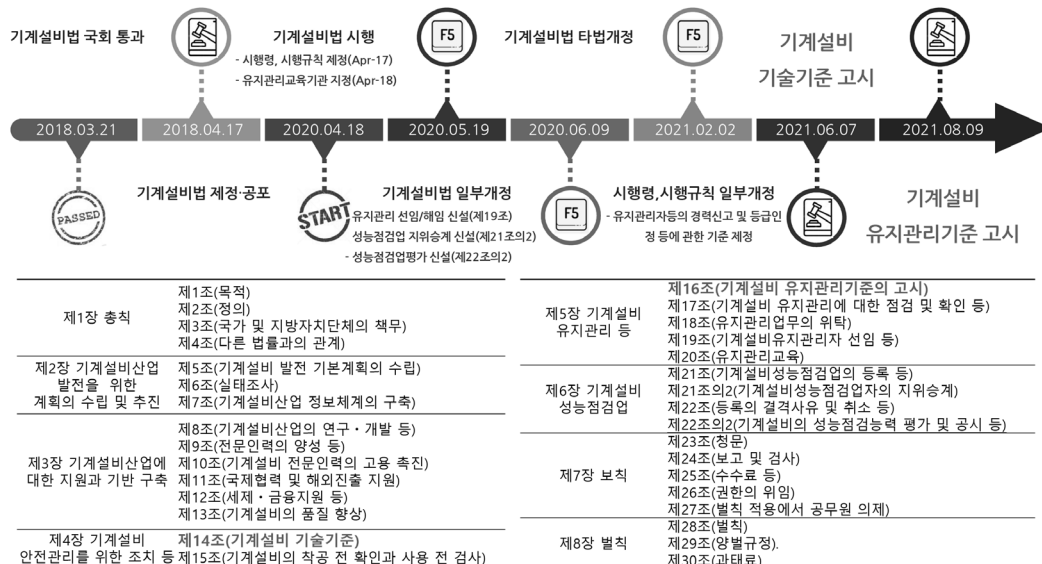 기계설비법 국회 통과
기계설비법 시행
- 시행령, 시행규칙 제정(Apr-17)
- 유지관리교육기관 지정(Apr-18)
F5
기계설비법 타법개정
F5
기계설비
기술기준 고시
2018.03.21
2018.04.17
2020.04.18
2020.05.19
2020.06.09
2021.02.02
2021.06.07
2021.08.09
PASSED
기계설비법 제정·공포
START
기계설비법 일부개정
유지관리 선임/해임 신설(제19조)
성능점검업 지위승계 신설(제21조의2)
- 성능점검업평가 신설(제22조의2)
F5
시행령,시행규칙 일부개정
- 유지관리자등의 경력신고 및 등급인
정 등에 관한 기준 제정
기계설비
유지관리기준 고시
제1장 총칙
제1조(목적)
제2조(정의)
제3조(국가 및 지방자치단체의 책무)
제4조(다른 법률과의 관계)
제2장 기계설비산업
발전을 위한
계획의 수립 및 추진
제5조(기계설비 발전 기본계획의 수립)
제6조(실태조사)
제7조(기계설비산업 정보체계의 구축)
제3장 기계설비산업에
대한 지원과 기반 구축
제8조(기계설비산업의 연구·개발 등)
제9조(전문인력의 양성 등)
제10조(기계설비 전문인력의 고용 촉진)
제11조(국제협력 및 해외진출 지원)
제12조(세제·금융지원 등)
제13조(기계설비의 품질 향상)
제4장 기계설비
안전관리를 위한 조치 등
제14조(기계설비 기술기준)
제15조(기계설비의 착공 전 확인과 사용 전 검사)
제5장 기계설비
유지관리 등
제16조(기계설비 유지관리기준의 고시)
제17조(기계설비 유지관리에 대한 점검 및 확인 등)
제18조(유지관리업무의 위탁)
제19조(기계설비유지관리자 선임 등)
제20조(유지관리교육)
제6장 기계설비
성능점검업
제21조(기계설비성능점검업의 등록 등)
제21조의2(기계설비성능점검업자의 지위승계)
제22조(등록의 결격사유 및 취소 등)
제22조의2(기계설비의 성능점검능력 평가 및 공시 등)
제7장 보칙
제23조(청문)
제24조(보고 및 검사)
제25조(수수료 등)
제26조(권한의 위임)
제27조(벌칙 적용에서 공무원 의제)
제8장 벌칙
제28조(벌칙)
제29조(양벌규정).
제30조(과태료)